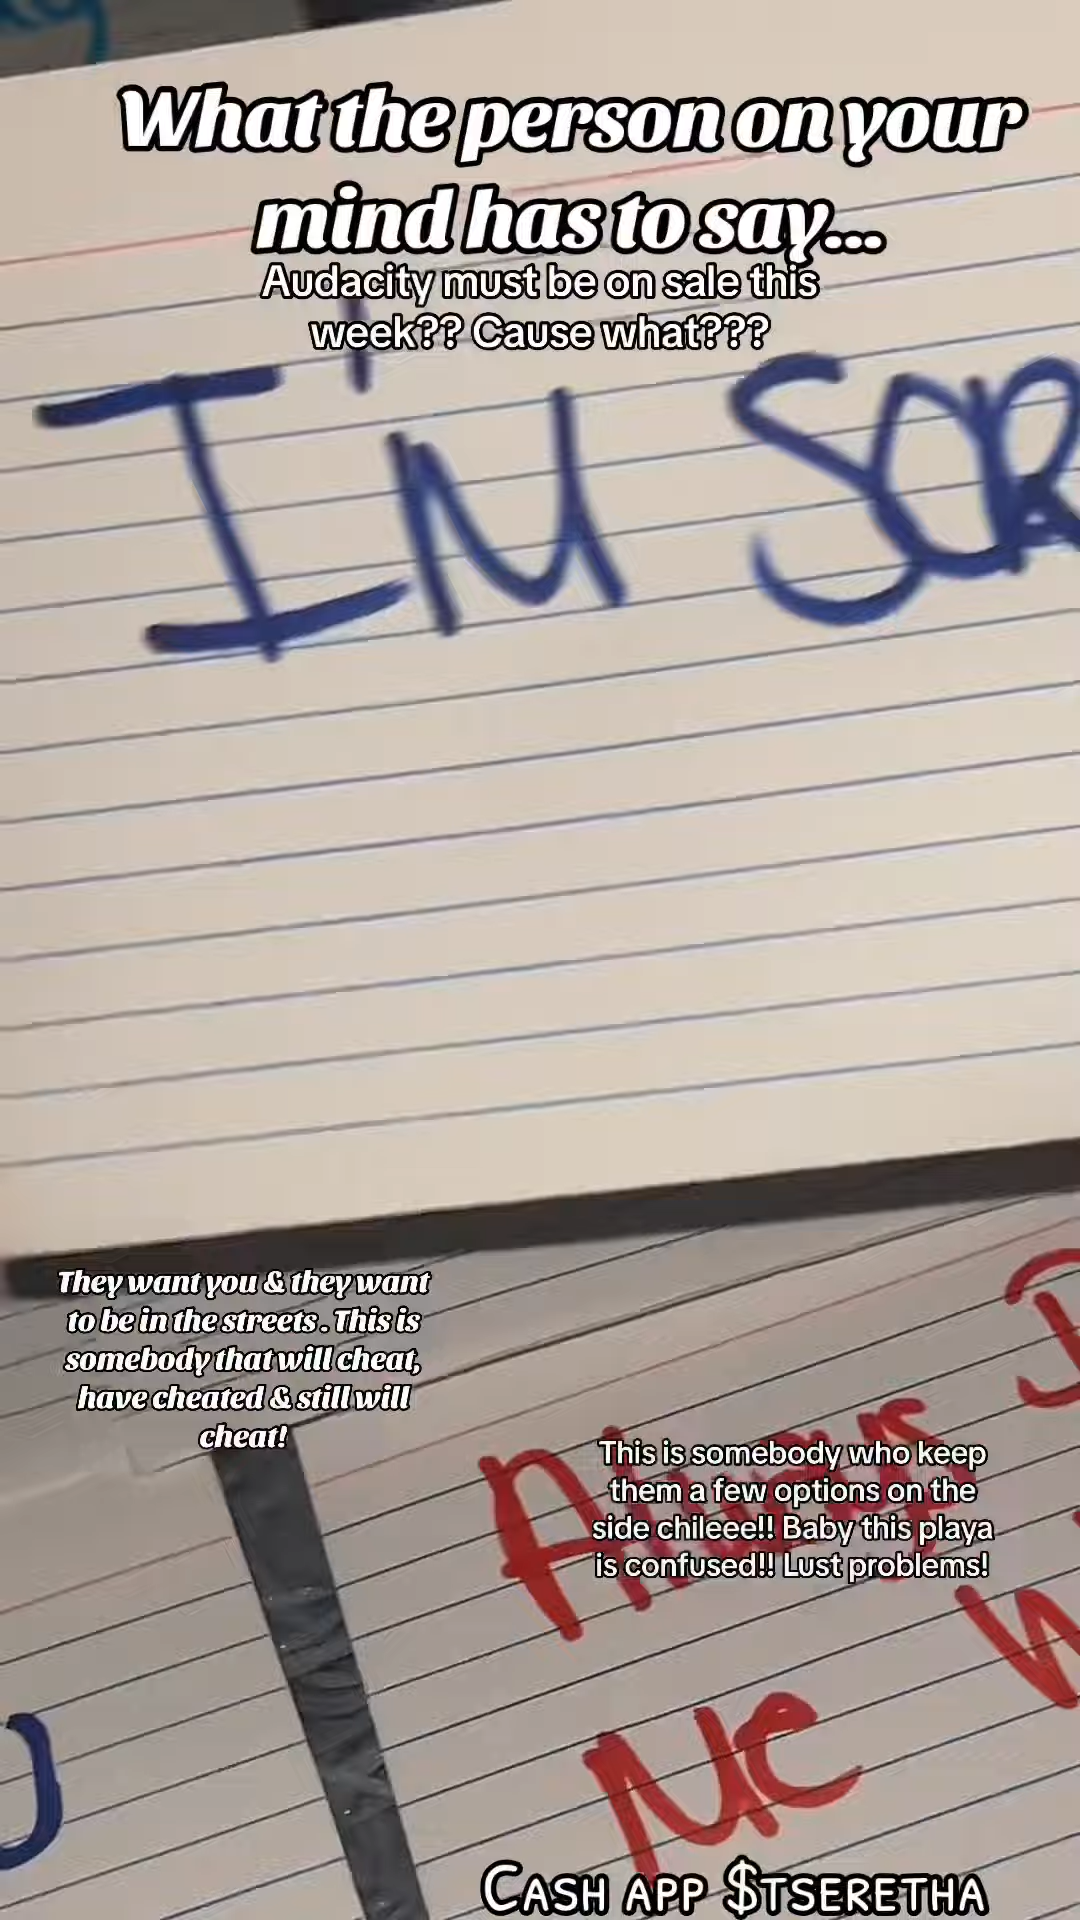 What the person on your
mind has to say...
Audacity must be on sale this
week?? Cause what???
I'M SOR
They want you & they want
to be in the streets . This is
somebody that will cheat,
have cheated & still will
cheat!
Always
This is somebody who keep
them a few options on the
side chileee!! Baby this playa
is confused!! Lust problems!
Me
CASH APP $TSERETHA